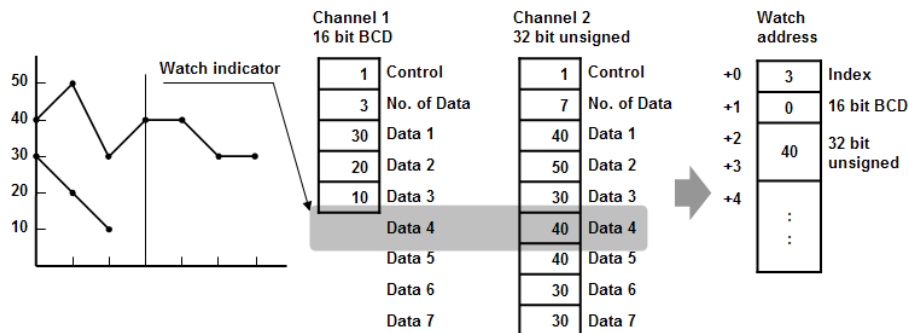 Channel 1
16 bit BCD
Channel 2
32 bit unsigned
Watch
address
Watch indicator
50
40
30
20
10
1 Control
3 No. of Data
30 Data 1
20 Data 2
10 Data 3
Data 4
Data 5
Data 6
Data 7
1 Control
7 No. of Data
40 Data 1
50 Data 2
30 Data 3
40 Data 4
40 Data 5
30 Data 6
30 Data 7
+0 3 Index
+1 0 16 bit BCD
+2
+3
40
32 bit
unsigned
+4
:
: